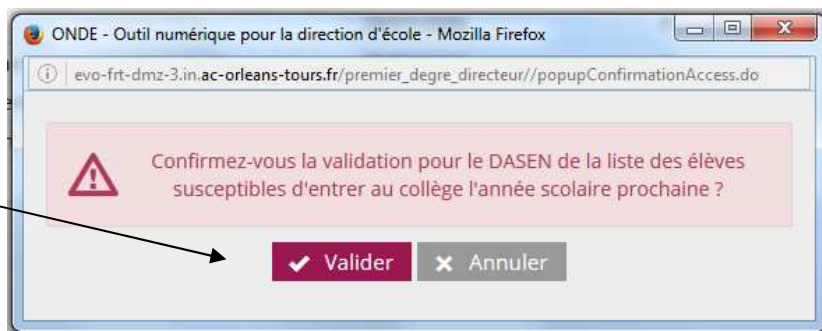 ONDE - Outil numérique pour la direction d'école - Mozilla Firefox
evo-frt-dmz-3.in.ac-orleans-tours.fr/premier_degre_directeur//popupConfirmationAccess.do
Confirmez-vous la validation pour le DASEN de la liste des élèves
susceptibles d'entrer au collège l'année scolaire prochaine ?
Valider Annuler